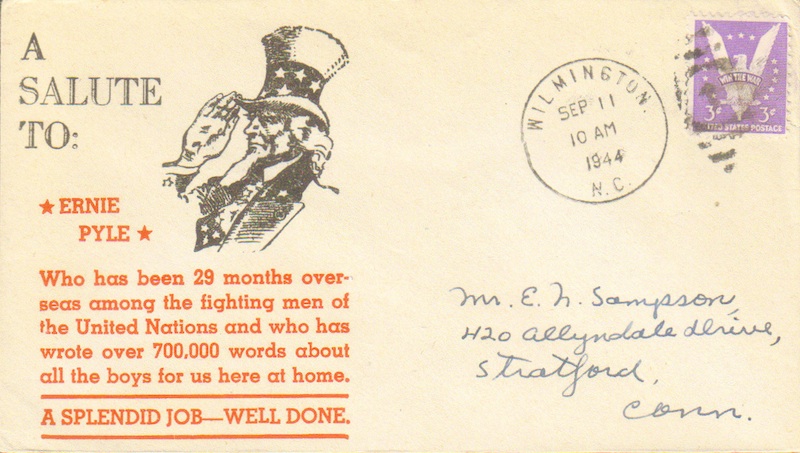 A
SALUTE
TO:
★ ERNIE
PYLE ★
Who has been 29 months over-
seas among the fighting men of
the United Nations and who has
wrote over 700,000 words about
all the boys for us here at home.
A SPLENDID JOB—WELL DONE.
WILMINGTON.
SEP 11
10 AM
1944
N.C.
WIN THE WAR
3¢ 3¢
UNITED STATES POSTAGE
Mr. E. N. Sampson,
420 Allyndale Drive,
Stratford,
Conn.